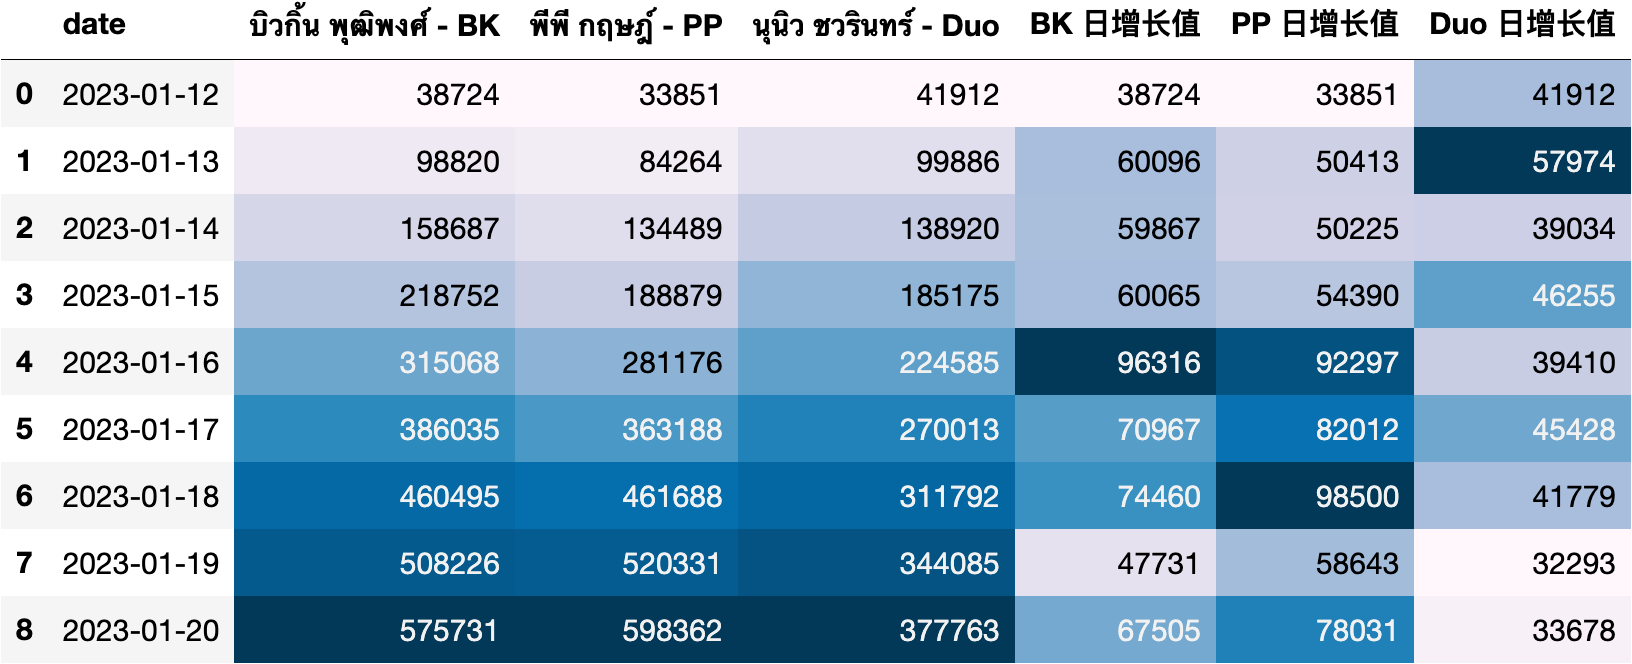 date บิวกิ้น พุฒิพงศ์ - BK พีพี กฤษฎ์ - PP นุนิว ชวรินทร์ - Duo BK 日增长值 PP 日增长值 Duo 日增长值
0 2023-01-12 38724 33851 41912 38724 33851 41912
1 2023-01-13 98820 84264 99886 60096 50413 57974
2 2023-01-14 158687 134489 138920 59867 50225 39034
3 2023-01-15 218752 188879 185175 60065 54390 46255
4 2023-01-16 315068 281176 224585 96316 92297 39410
5 2023-01-17 386035 363188 270013 70967 82012 45428
6 2023-01-18 460495 461688 311792 74460 98500 41779
7 2023-01-19 508226 520331 344085 47731 58643 32293
8 2023-01-20 575731 598362 377763 67505 78031 33678